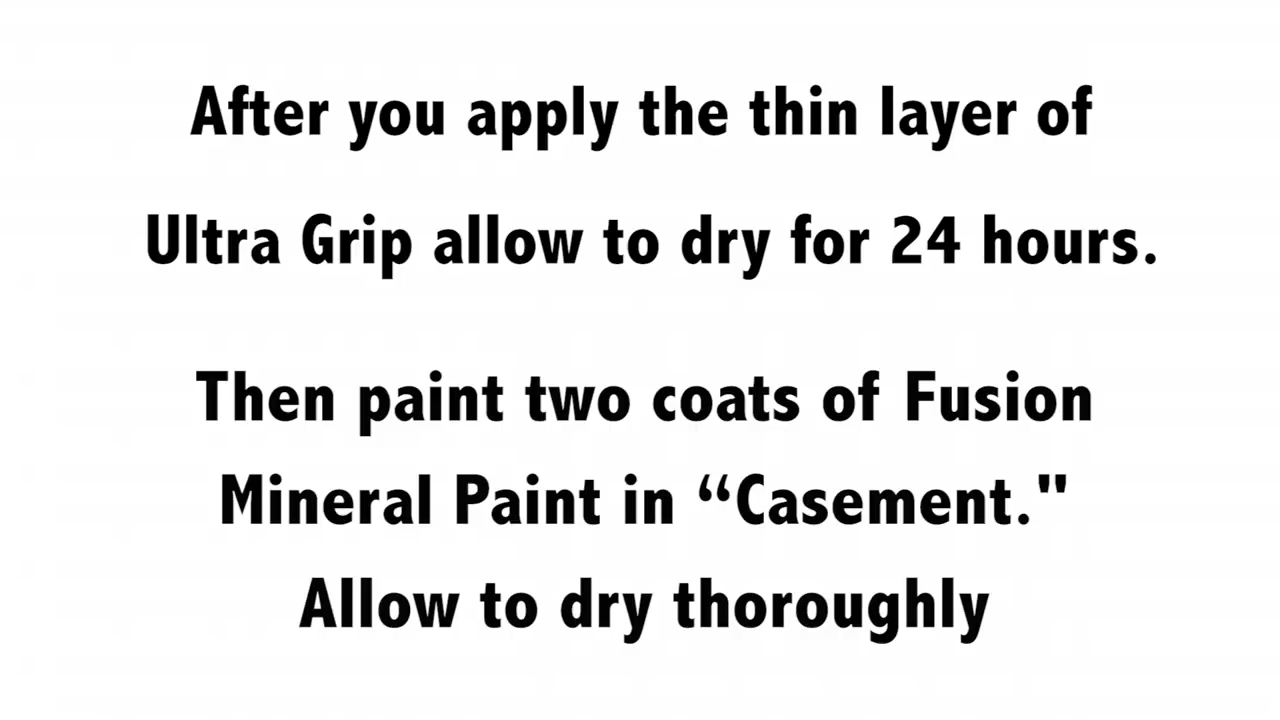 After you apply the thin layer of
Ultra Grip allow to dry for 24 hours.
Then paint two coats of Fusion
Mineral Paint in “Casement."
Allow to dry thoroughly